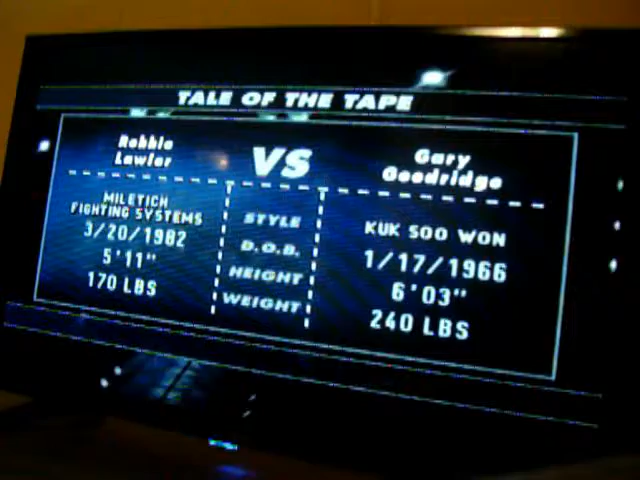 TALE OF THE TAPE
Robbie
Lawler
VS
Gary
Goodridge
MILETICH
FIGHTING SYSTEMS
STYLE
KUK SOO WON
3/20/1982
D.O.B.
1/17/1966
5'11"
HEIGHT
6'03"
170 LBS
WEIGHT
240 LBS